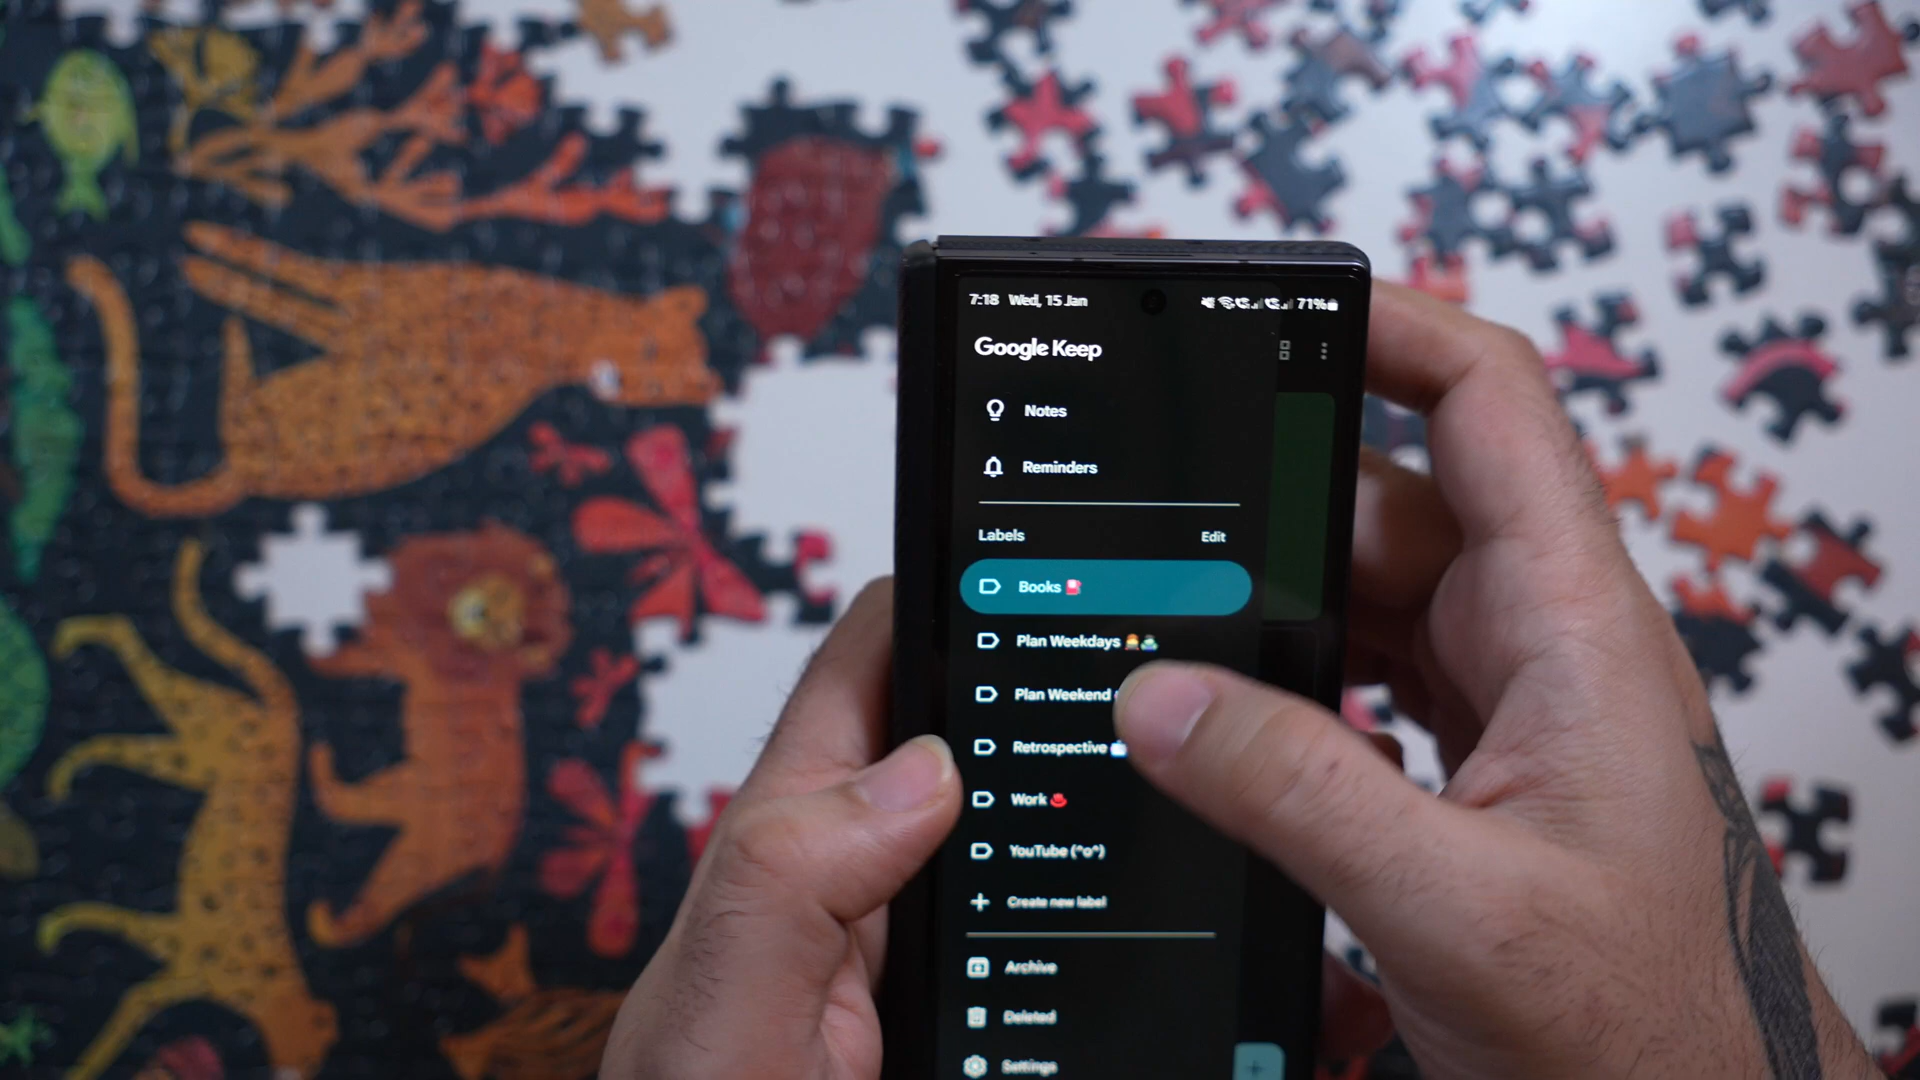 7:18 Wed, 15 Jan 71%
Google Keep
Notes
Reminders
Labels Edit
Books
Plan Weekdays
Plan Weekend
Retrospective
Work
YouTube (^o^)
Create new label
Archive
Deleted
Settings